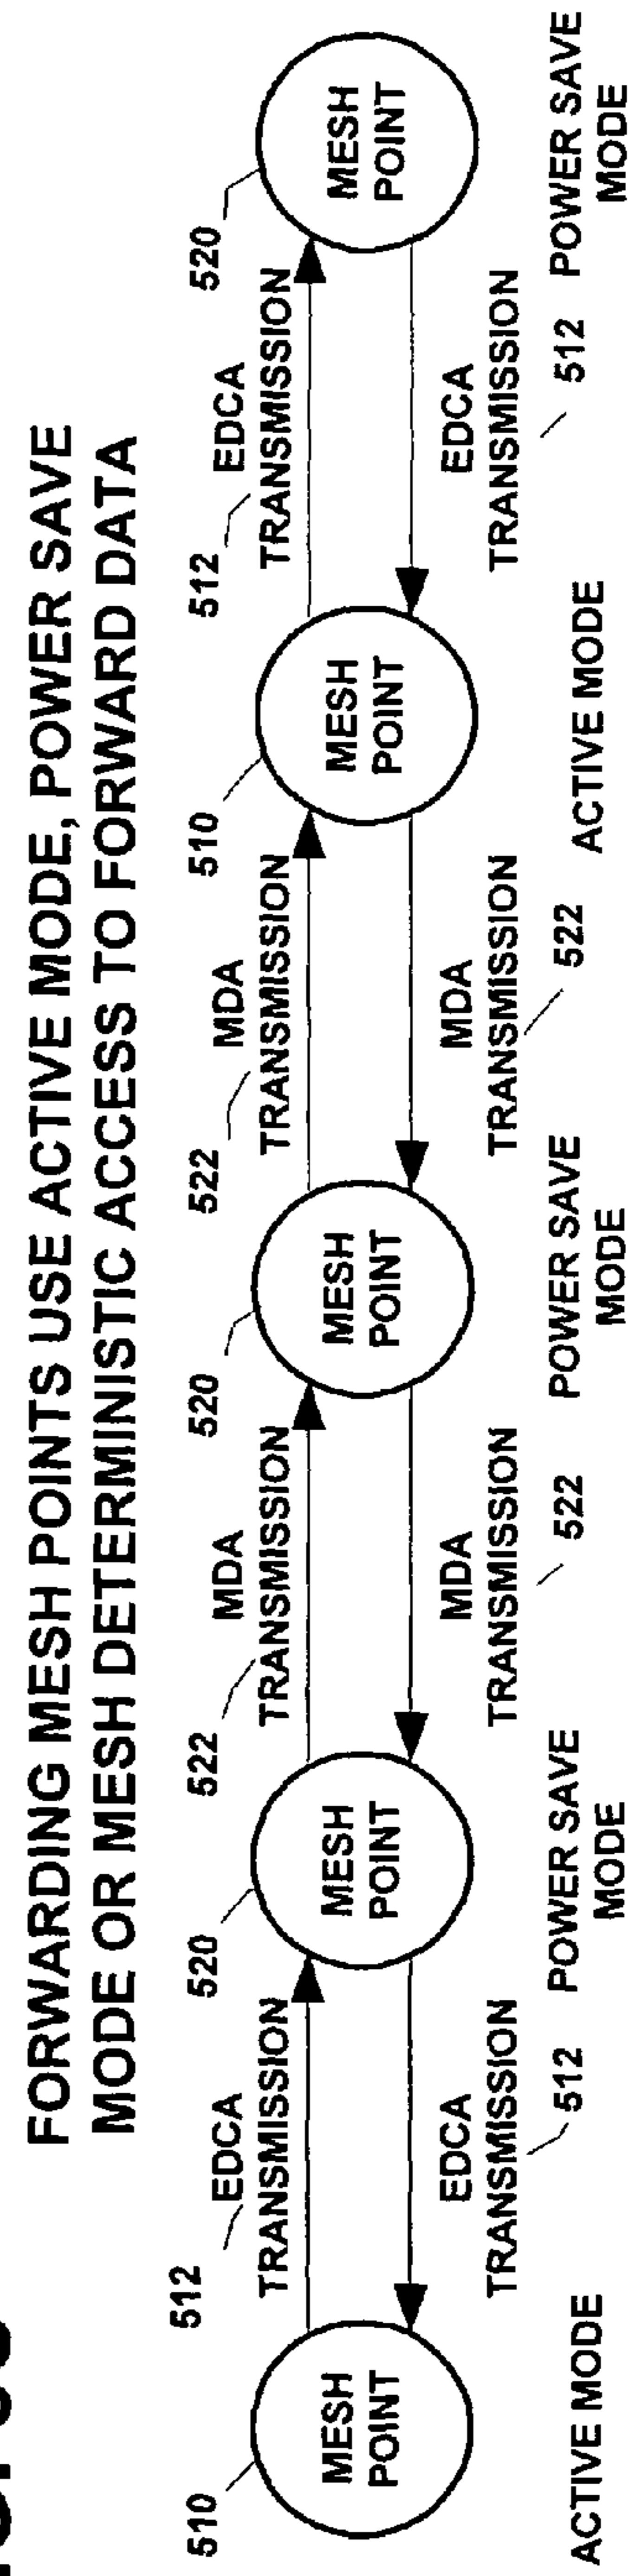 FORWARDING MESH POINTS USE ACTIVE MODE, POWER SAVE
MODE OR MESH DETERMINISTIC ACCESS TO FORWARD DATA
510
512
520
522
520
522
510
512
520
EDCA
TRANSMISSION
MDA
TRANSMISSION
MDA
TRANSMISSION
EDCA
TRANSMISSION
MESH
POINT
MESH
POINT
MESH
POINT
MESH
POINT
MESH
POINT
EDCA
TRANSMISSION
MDA
TRANSMISSION
MDA
TRANSMISSION
EDCA
TRANSMISSION
512
522
522
512
ACTIVE MODE
POWER SAVE
MODE
POWER SAVE
MODE
ACTIVE MODE
POWER SAVE
MODE